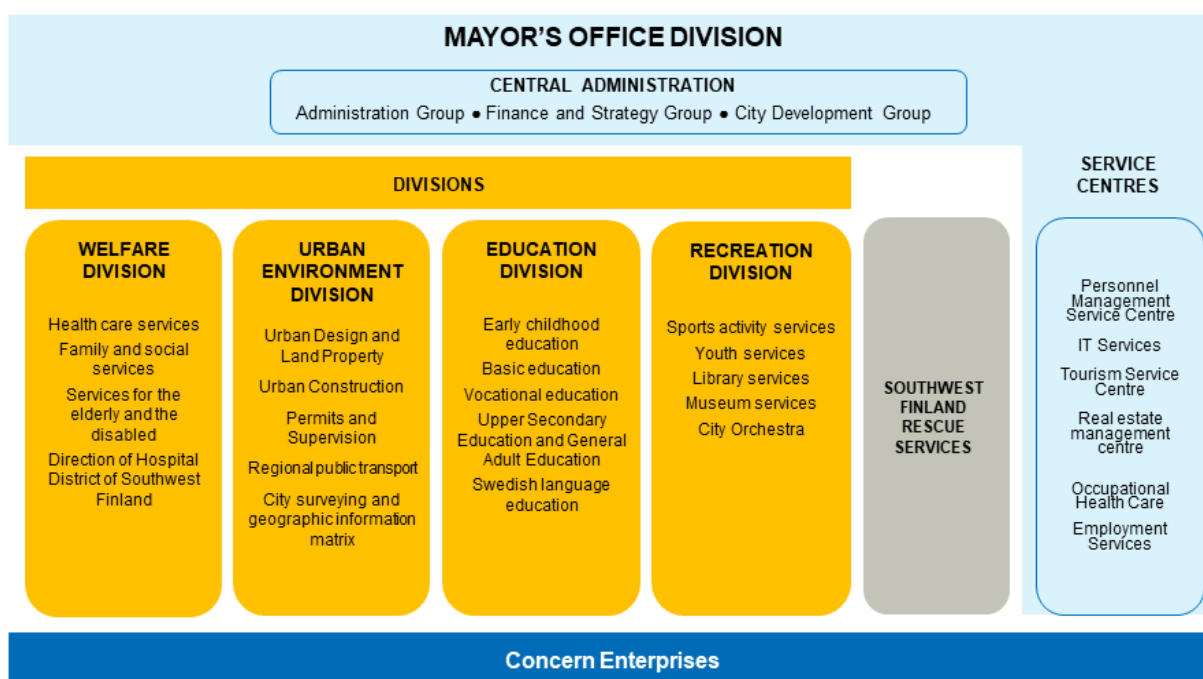 MAYOR'S OFFICE DIVISION
CENTRAL ADMINISTRATION
Administration Group ● Finance and Strategy Group ● City Development Group
DIVISIONS
WELFARE
DIVISION
Health care services
Family and social
services
Services for the
elderly and the
disabled
Direction of Hospital
District of Southwest
Finland
URBAN
ENVIRONMENT
DIVISION
Urban Design and
Land Property
Urban Construction
Permits and
Supervision
Regional public transport
City surveying and
geographic information
matrix
EDUCATION
DIVISION
Early childhood
education
Basic education
Vocational education
Upper Secondary
Education and General
Adult Education
Swedish language
education
RECREATION
DIVISION
Sports activity services
Youth services
Library services
Museum services
City Orchestra
SOUTHWEST
FINLAND
RESCUE
SERVICES
SERVICE
CENTRES
Personnel
Management
Service Centre
IT Services
Tourism Service
Centre
Real estate
management
centre
Occupational
Health Care
Employment
Services
Concern Enterprises